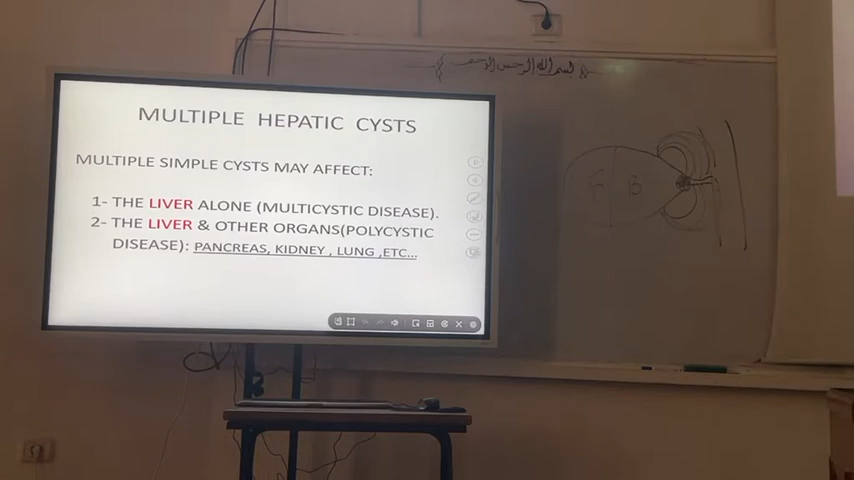 MULTIPLE HEPATIC CYSTS
MULTIPLE SIMPLE CYSTS MAY AFFECT:
1- THE LIVER ALONE (MULTICYSTIC DISEASE).
2- THE LIVER & OTHER ORGANS(POLYCYSTIC
DISEASE): PANCREAS, KIDNEY , LUNG ,ETC...
بسم الله الرحمن الرحيم
B